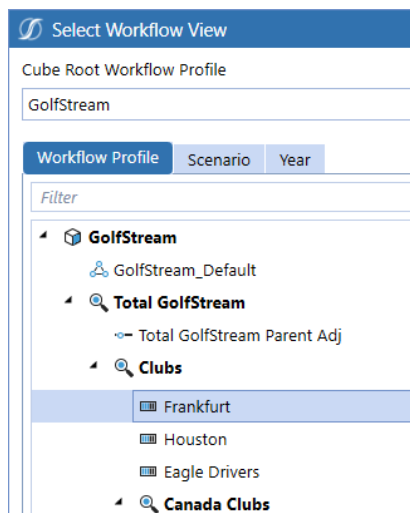 Select Workflow View
Cube Root Workflow Profile
GolfStream
Workflow Profile Scenario Year
Filter
GolfStream
GolfStream_Default
Total GolfStream
Total GolfStream Parent Adj
Clubs
Frankfurt
Houston
Eagle Drivers
Canada Clubs